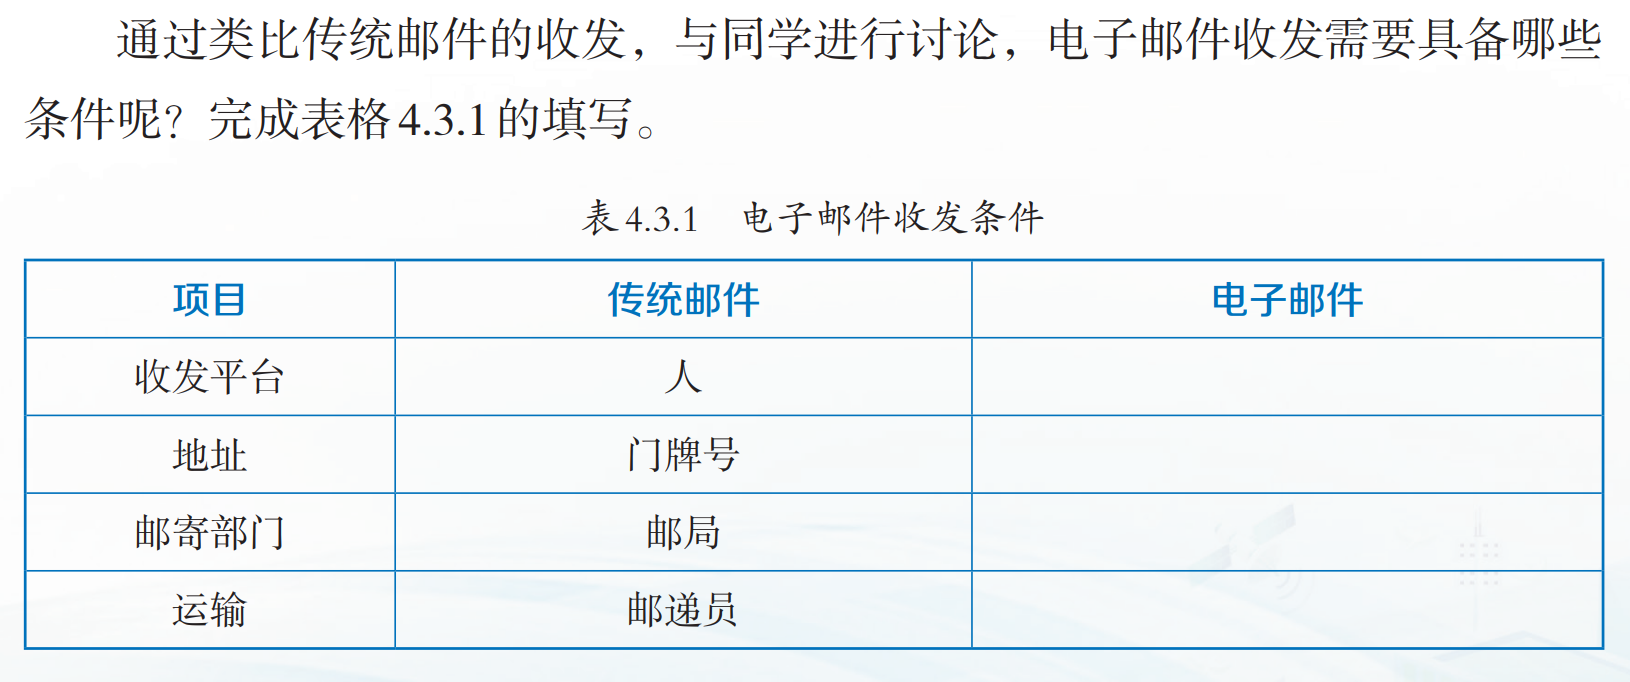 通过类比传统邮件的收发，与同学进行讨论，电子邮件收发需要具备哪些
条件呢？完成表格4.3.1的填写。
表4.3.1 电子邮件收发条件
项目 传统邮件 电子邮件
收发平台 人
地址 门牌号
邮寄部门 邮局
运输 邮递员